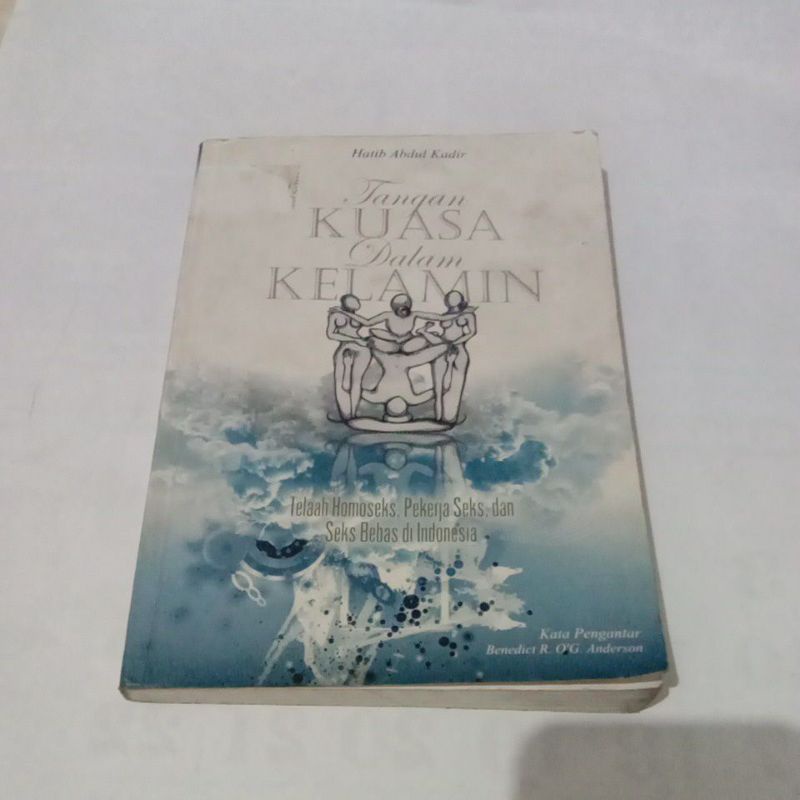 Hatib Abdul Kadir
Tangan
KUASA
Dalam
KELAMIN
Telaah Homoseks, Pekerja Seks, dan
Seks Bebas di Indonesia
Kata Pengantar
Benedict R. O'G. Anderson